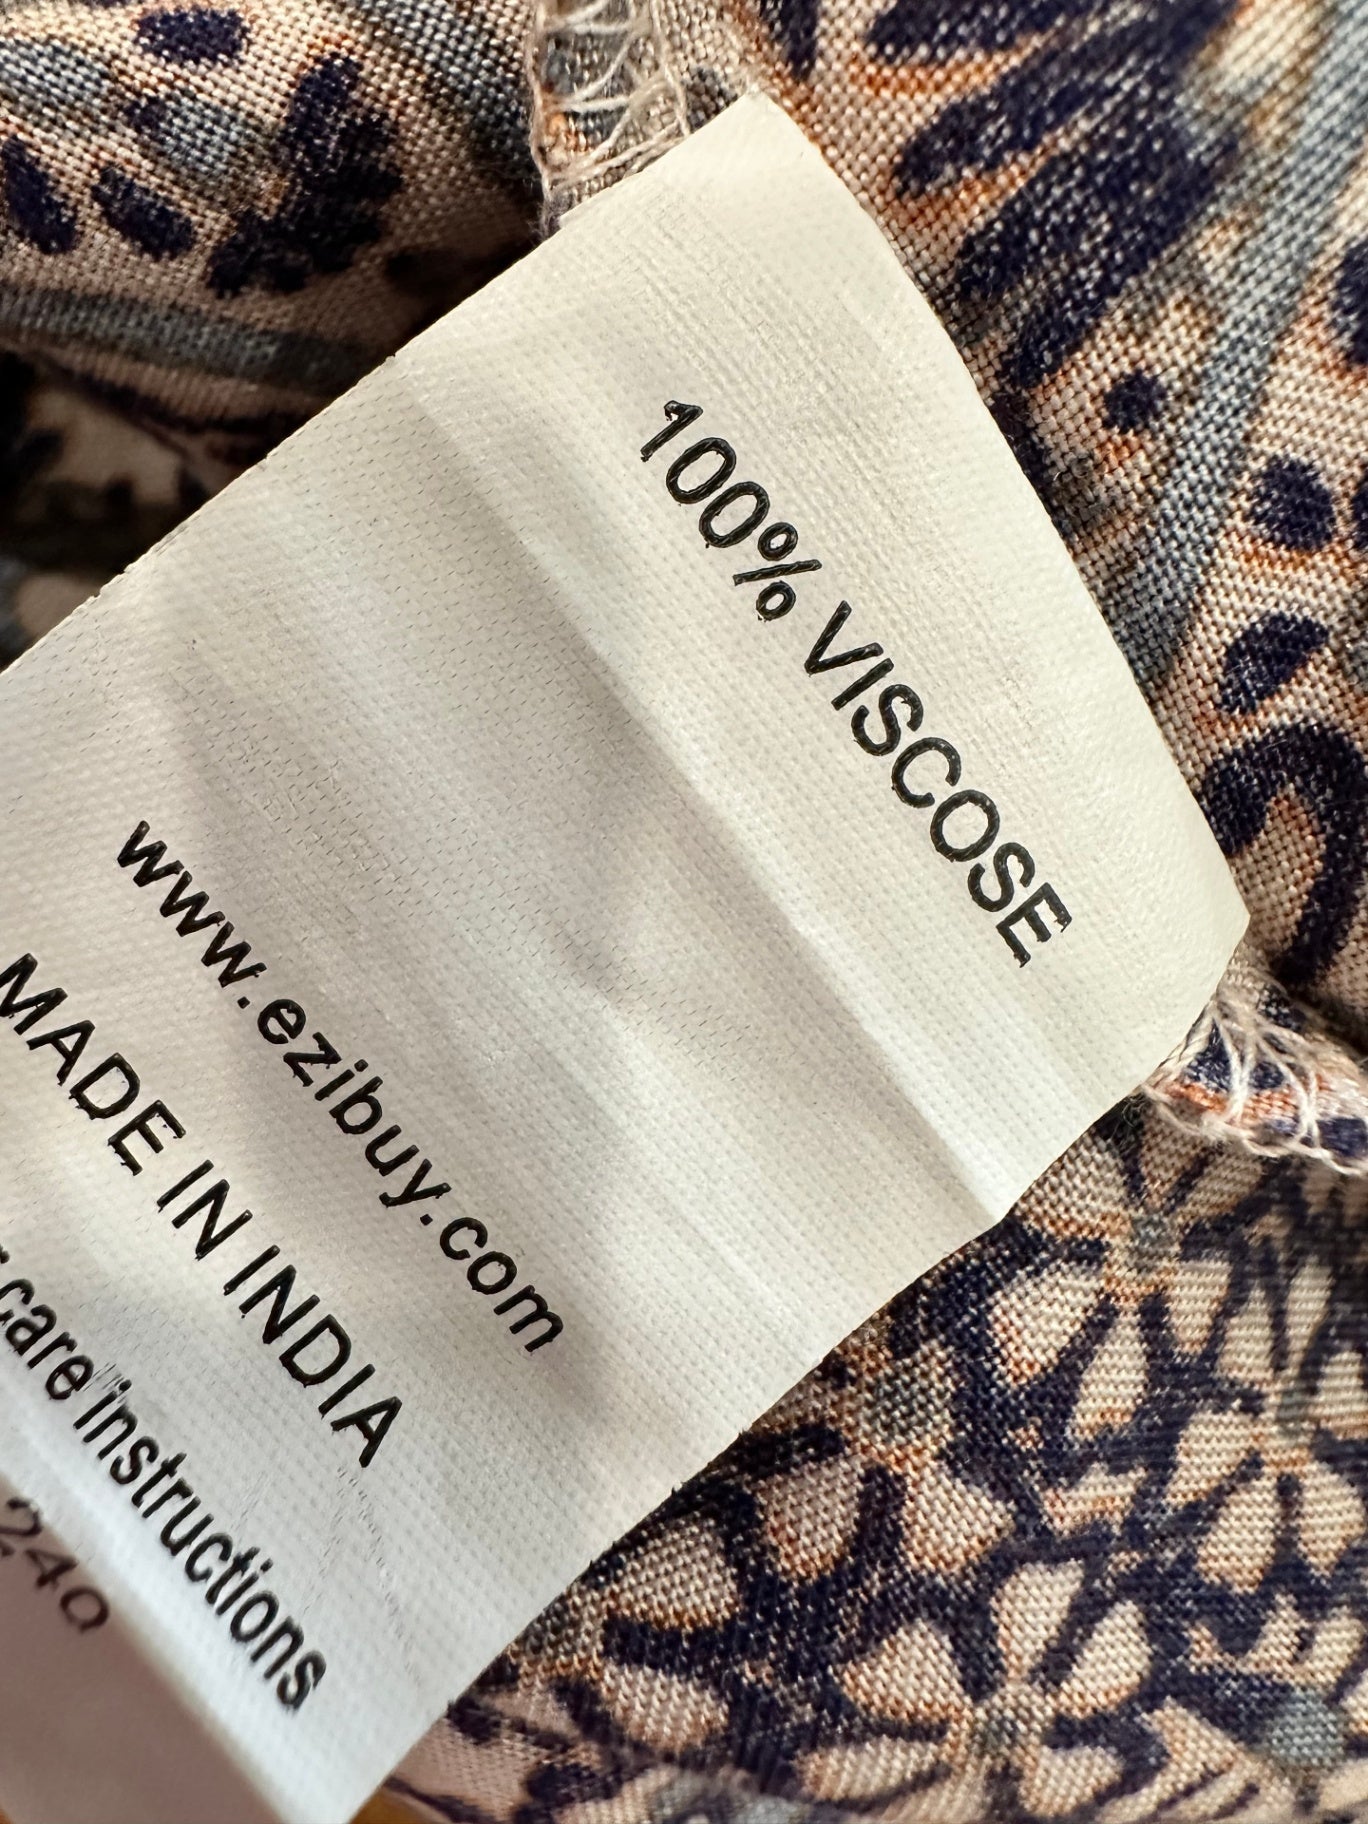 100% VISCOSE
www.ezibuy.com
MADE IN INDIA
care instructions